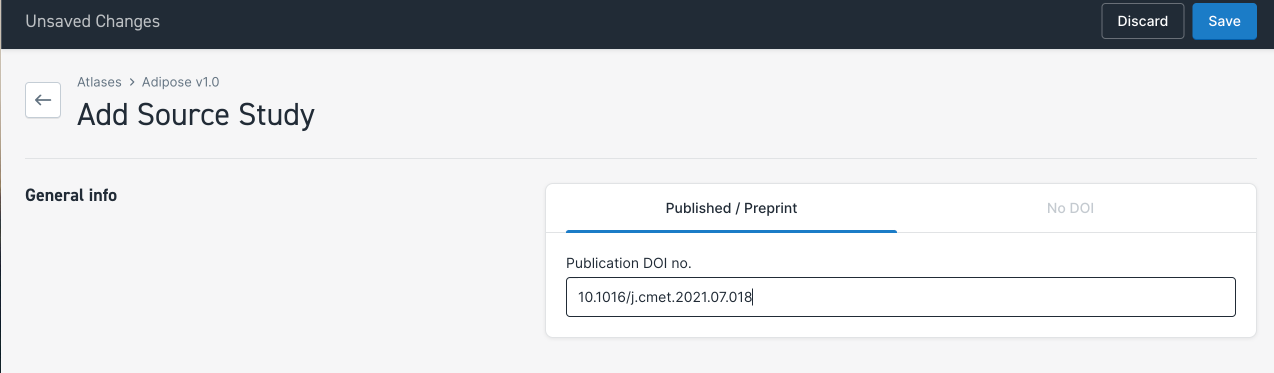 Unsaved Changes
Discard
Save
Atlases > Adipose v1.0
Add Source Study
General info
Published / Preprint
No DOI
Publication DOI no.
10.1016/j.cmet.2021.07.018